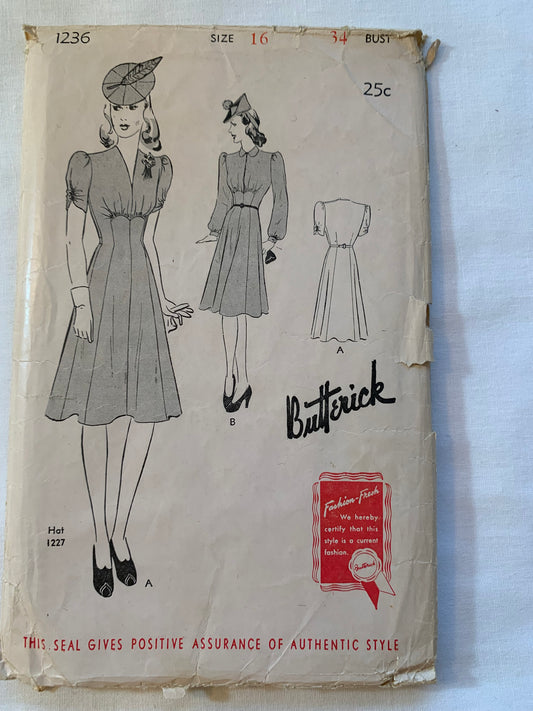 1236 SIZE 16 34 BUST
25c
A
B
Butterick
Hat
1227
A
Fashion-Fresh
We hereby
certify that this
style is a current
fashion.
Butterick
THIS SEAL GIVES POSITIVE ASSURANCE OF AUTHENTIC STYLE